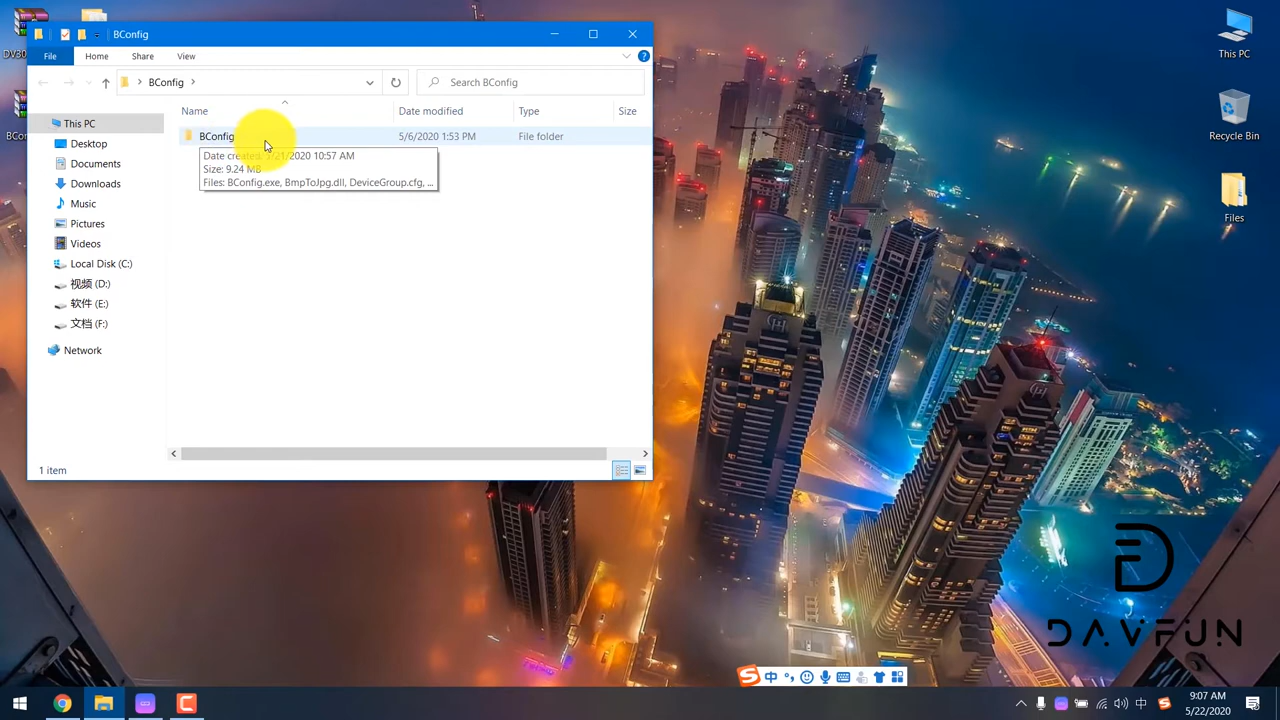 BConfig
File
Home
Share
View
BConfig
Search BConfig
Name
Date modified
Type
Size
This PC
Desktop
Documents
Downloads
Music
Pictures
Videos
Local Disk (C:)
视频 (D:)
软件 (E:)
文档 (F:)
Network
BConfig
5/6/2020 1:53 PM
File folder
Date created: 5/21/2020 10:57 AM
Size: 9.24 MB
Files: BConfig.exe, BmpToJpg.dll, DeviceGroup.cfg, ...
1 item
This PC
Recycle Bin
Files
DAVFUN
中
中
9:07 AM
5/22/2020